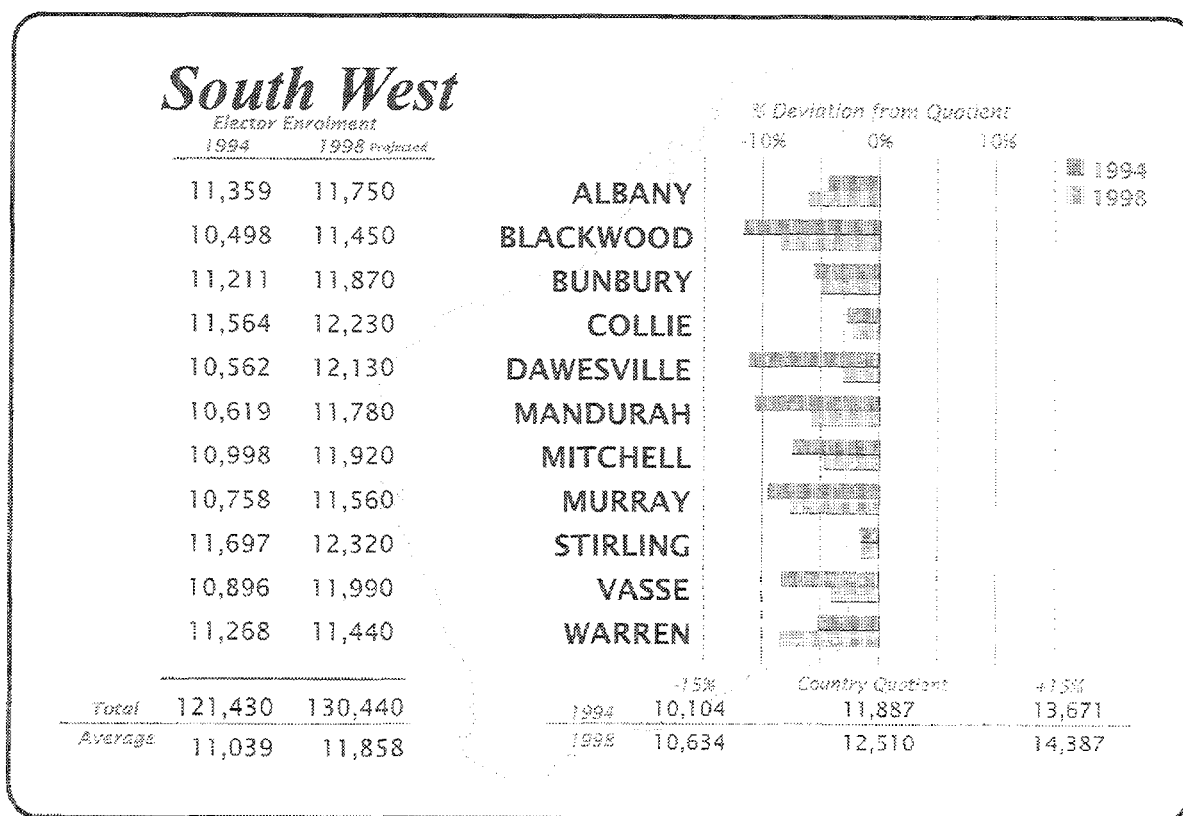 South West
Elector Enrolment
% Deviation from Quotient
1994 1998 Projected
-10% 0% 10%
1994
1998
11,359 11,750 ALBANY
10,498 11,450 BLACKWOOD
11,211 11,870 BUNBURY
11,564 12,230 COLLIE
10,562 12,130 DAWESVILLE
10,619 11,780 MANDURAH
10,998 11,920 MITCHELL
10,758 11,560 MURRAY
11,697 12,320 STIRLING
10,896 11,990 VASSE
11,268 11,440 WARREN
-15% Country Quotient +15%
Total 121,430 130,440 1994 10,104 11,887 13,671
Average 11,039 11,858 1998 10,634 12,510 14,387